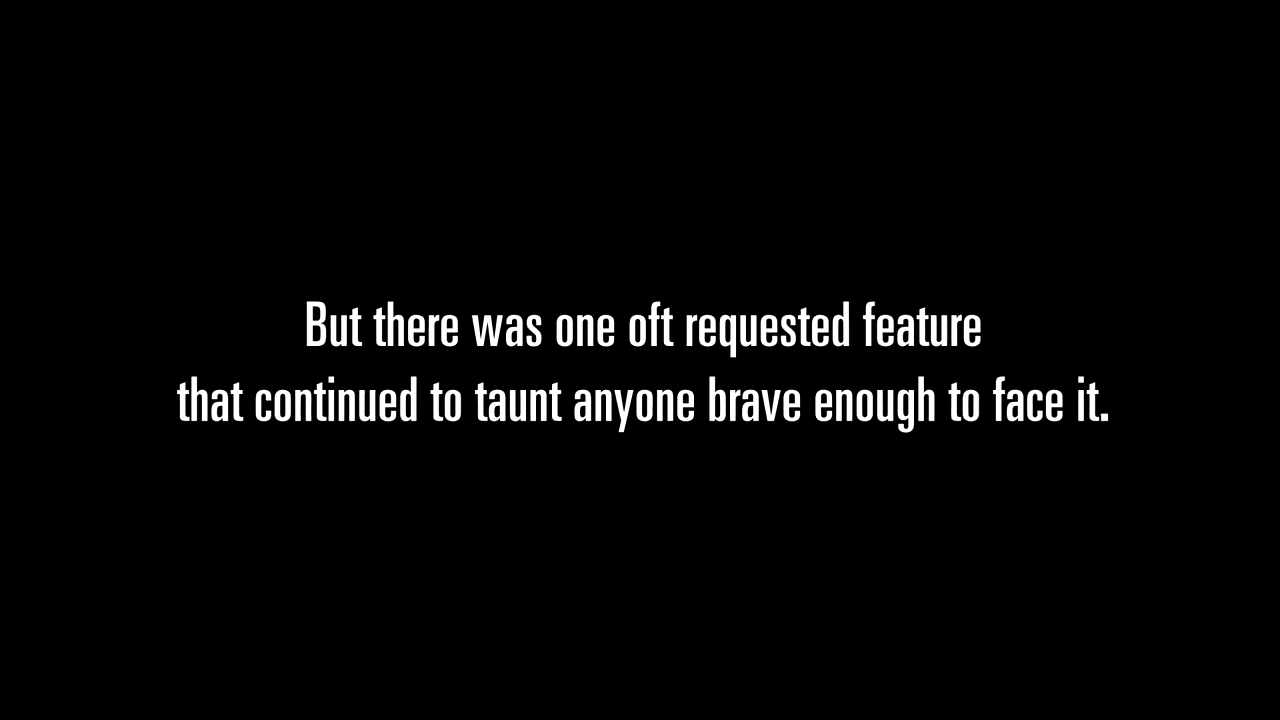 But there was one oft requested feature
that continued to taunt anyone brave enough to face it.